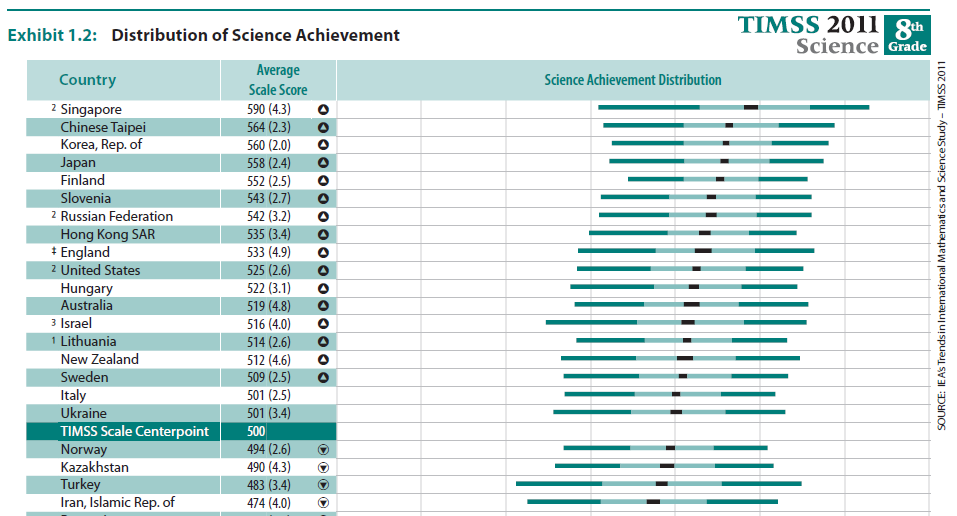 Exhibit 1.2: Distribution of Science Achievement
TIMSS 2011 8th
Science Grade
Country
Average
Scale Score
Science Achievement Distribution
2 Singapore 590 (4.3)
Chinese Taipei 564 (2.3)
Korea, Rep. of 560 (2.0)
Japan 558 (2.4)
Finland 552 (2.5)
Slovenia 543 (2.7)
2 Russian Federation 542 (3.2)
Hong Kong SAR 535 (3.4)
‡ England 533 (4.9)
2 United States 525 (2.6)
Hungary 522 (3.1)
Australia 519 (4.8)
3 Israel 516 (4.0)
1 Lithuania 514 (2.6)
New Zealand 512 (4.6)
Sweden 509 (2.5)
Italy 501 (2.5)
Ukraine 501 (3.4)
TIMSS Scale Centerpoint 500
Norway 494 (2.6)
Kazakhstan 490 (4.3)
Turkey 483 (3.4)
Iran, Islamic Rep. of 474 (4.0)
SOURCE: IEA's Trends in International Mathematics and Science Study – TIMSS 2011